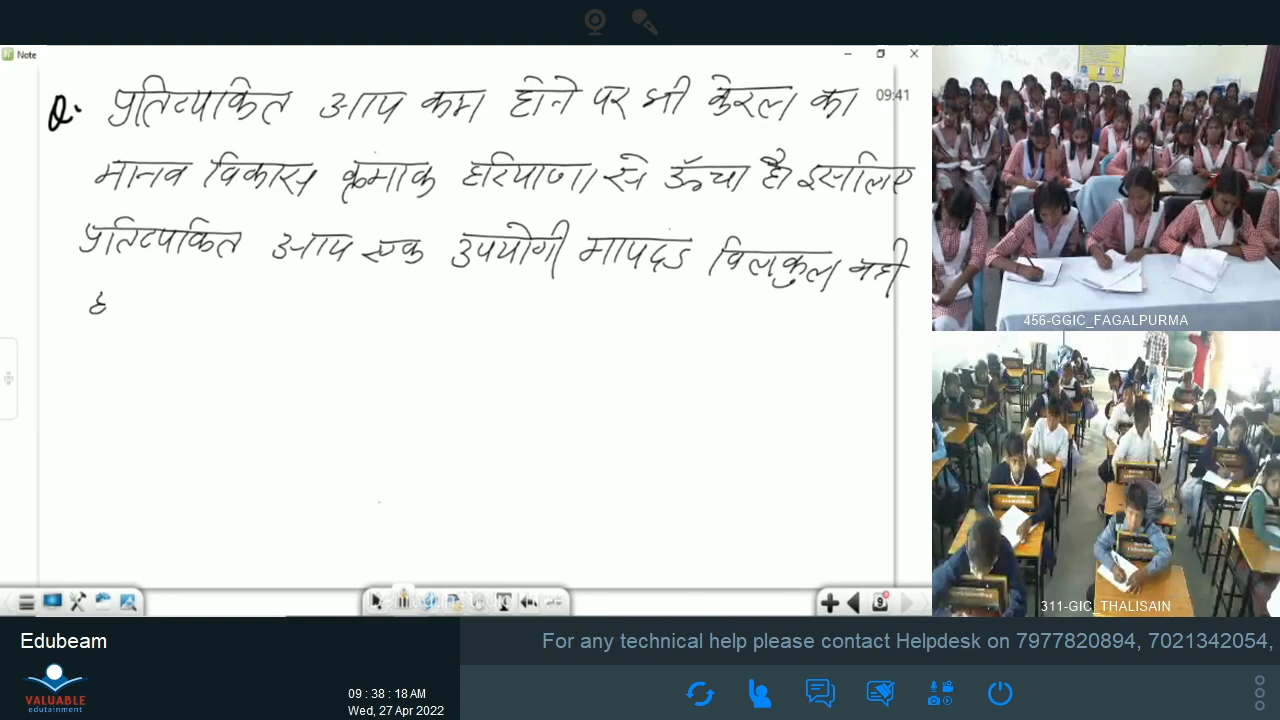 Note
09:41
Q. प्रतिव्यकित आय कम होने पर भी केरल का
मानव विकास क्रमाक हरियाणा से ऊँचा है। इसलिए
प्रतिव्यकित आय एक उपयोगी मापदंड विलकुल नही
है
456-GGIC_FAGALPURMA
311-GIC_THALISAIN
9
Edubeam
For any technical help please contact Helpdesk on 7977820894, 7021342054,
VALUABLE
edutainment
09 : 38 : 18 AM
Wed, 27 Apr 2022